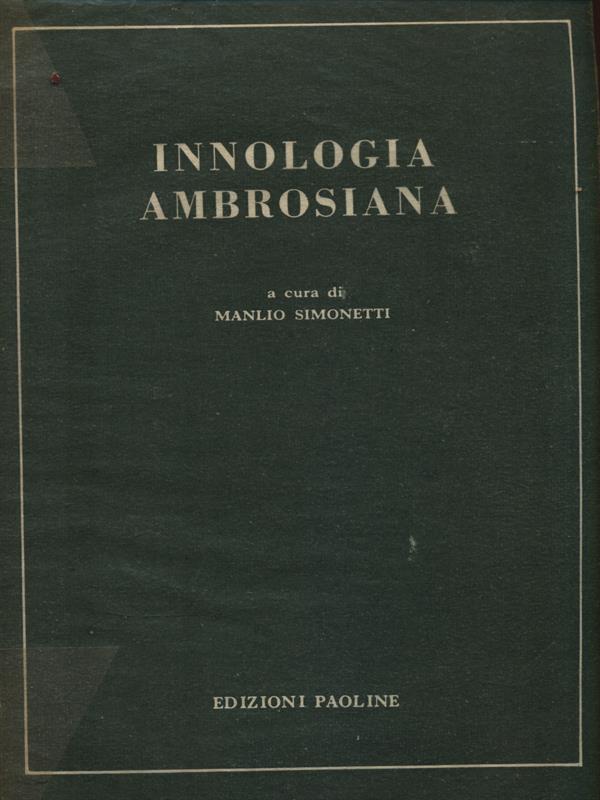 INNOLOGIA
AMBROSIANA
a cura di
MANLIO SIMONETTI
EDIZIONI PAOLINE